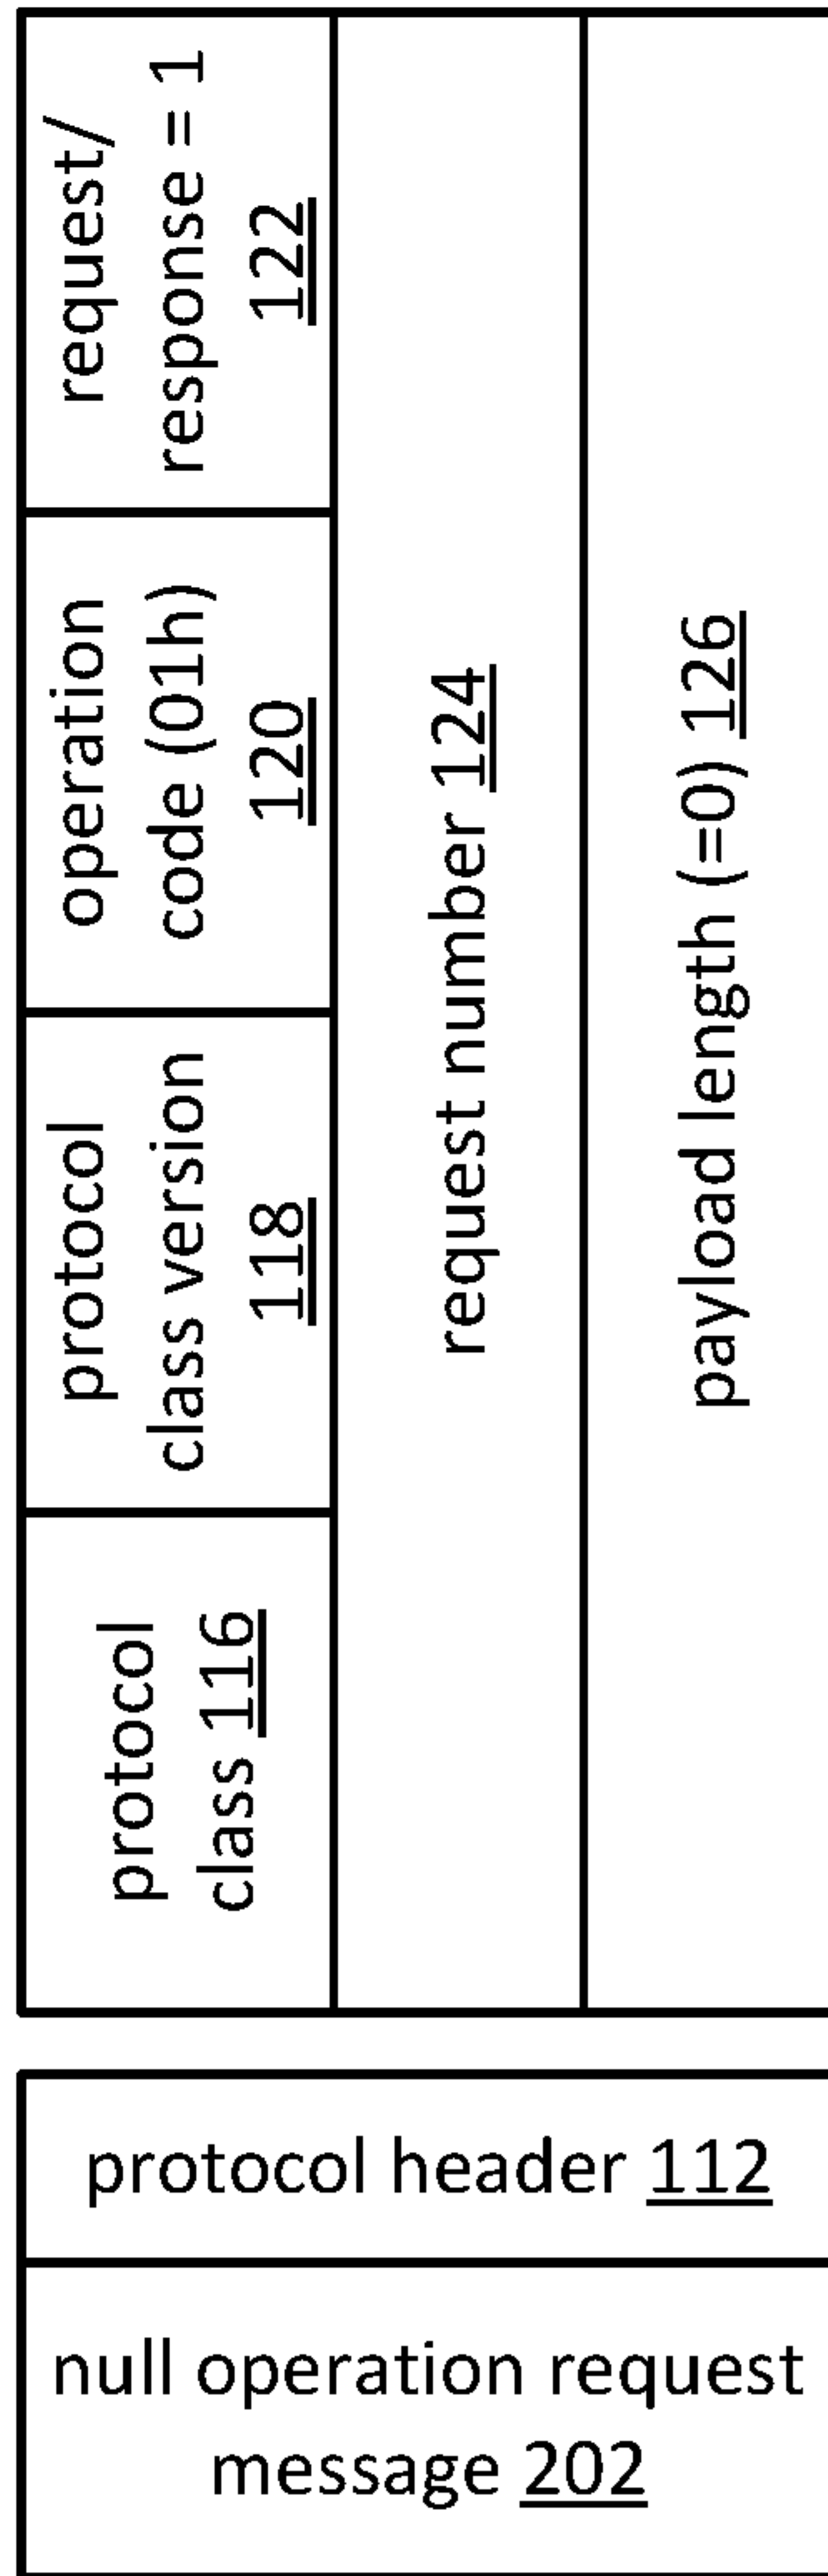 protocol
class 116
protocol
class version
118
operation
code (01h)
120
request/
response = 1
122
request number 124
payload length (=0) 126
protocol header 112
null operation request
message 202